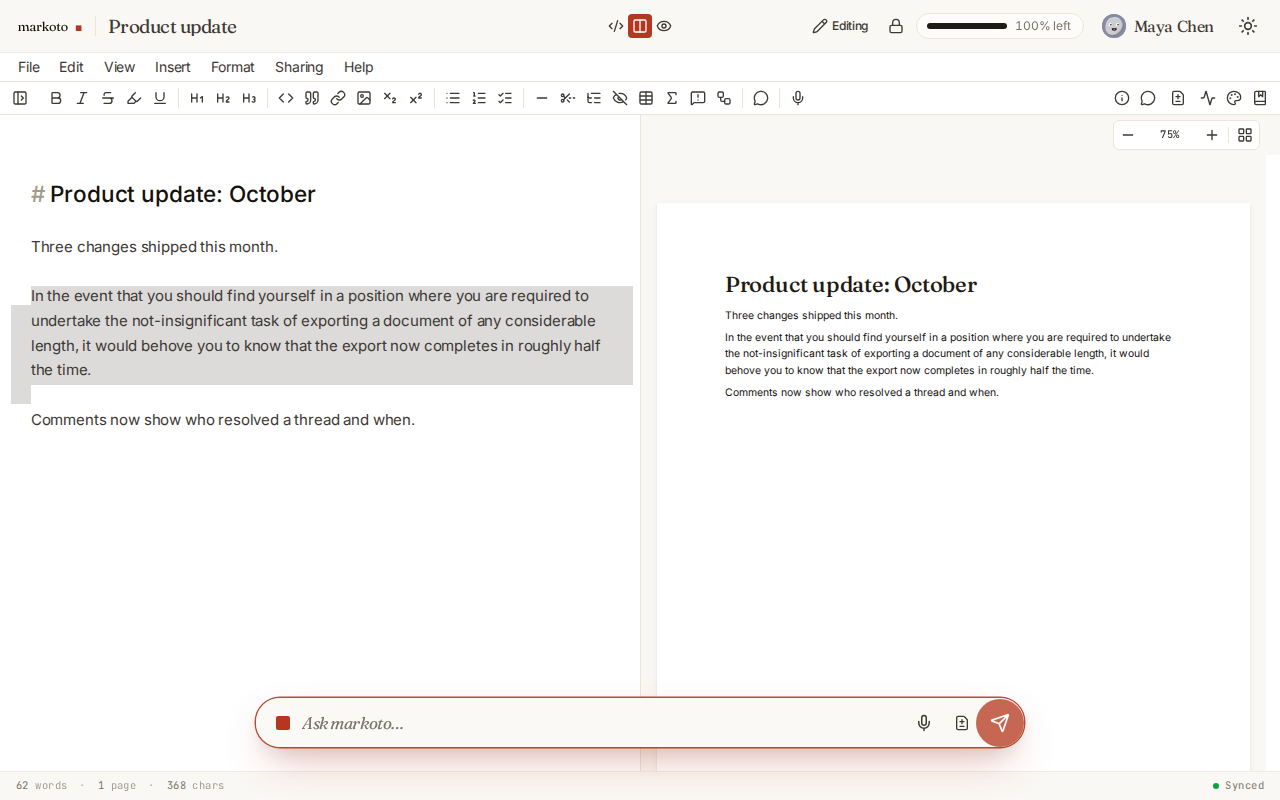 markoto
Product update
Editing
100% left
Maya Chen
File Edit View Insert Format Sharing Help
H1 H2 H3
75%
# Product update: October
Three changes shipped this month.
In the event that you should find yourself in a position where you are required to
undertake the not-insignificant task of exporting a document of any considerable
length, it would behove you to know that the export now completes in roughly half
the time.
Comments now show who resolved a thread and when.
Product update: October
Three changes shipped this month.
In the event that you should find yourself in a position where you are required to undertake
the not-insignificant task of exporting a document of any considerable length, it would
behove you to know that the export now completes in roughly half the time.
Comments now show who resolved a thread and when.
Ask markoto...
62 words · 1 page · 368 chars
Synced